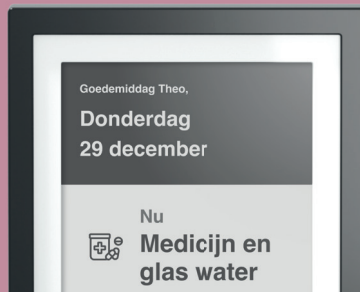 Goedemiddag Theo,
Donderdag
29 december
Nu
Medicijn en
glas water